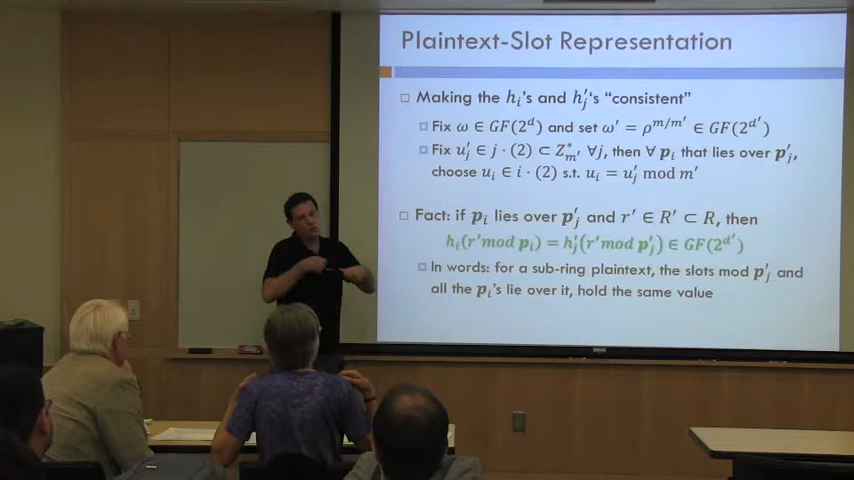 Plaintext-Slot Representation
Making the hᵢ's and h′ⱼ's "consistent"
Fix ω ∈ GF(2ᵈ) and set ω′ = ρ^{m/m′} ∈ GF(2^{d′})
Fix u′ⱼ ∈ j · (2) ⊂ Z*ₘ′ ∀j, then ∀ 𝒑ᵢ that lies over 𝒑′ⱼ,
choose uᵢ ∈ i · (2) s.t. uᵢ = u′ⱼ mod m′
Fact: if 𝒑ᵢ lies over 𝒑′ⱼ and r′ ∈ R′ ⊂ R, then
hᵢ(r′mod 𝒑ᵢ) = h′ⱼ(r′mod 𝒑′ⱼ) ∈ GF(2^{d′})
In words: for a sub-ring plaintext, the slots mod 𝒑′ⱼ and
all the 𝒑ᵢ's lie over it, hold the same value